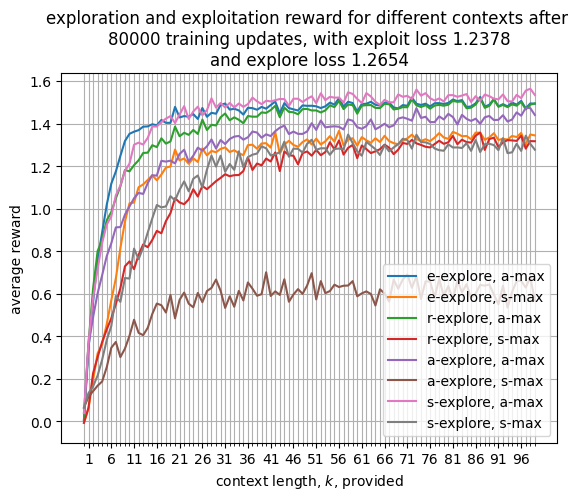 exploration and exploitation reward for different contexts after
80000 training updates, with exploit loss 1.2378
and explore loss 1.2654
1.6
1.4
1.2
1.0
0.8
0.6
0.4
0.2
0.0
average reward
e-explore, a-max
e-explore, s-max
r-explore, a-max
r-explore, s-max
a-explore, a-max
a-explore, s-max
s-explore, a-max
s-explore, s-max
1 6 11 16 21 26 31 36 41 46 51 56 61 66 71 76 81 86 91 96
context length, k, provided